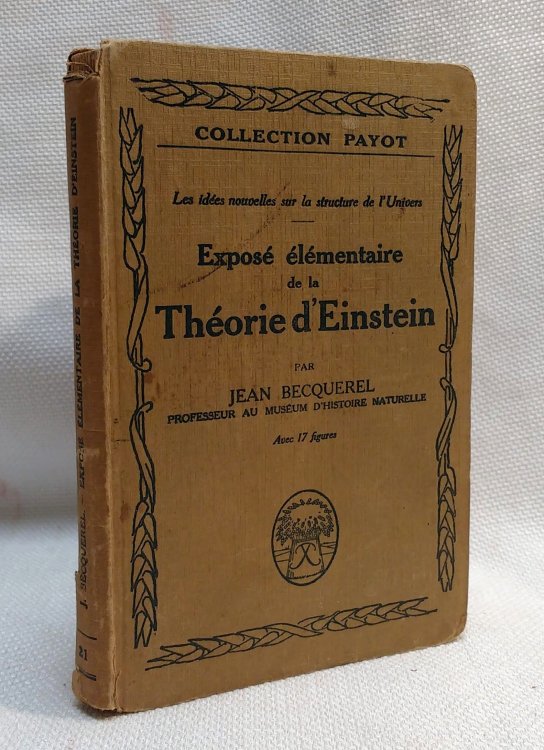 COLLECTION PAYOT
Les idées nouvelles sur la structure de l'Univers
Exposé élémentaire
de la
Théorie d'Einstein
PAR
JEAN BECQUEREL
PROFESSEUR AU MUSÉUM D'HISTOIRE NATURELLE
Avec 17 figures
J. BECQUEREL - EXPOSÉ ÉLÉMENTAIRE DE LA THÉORIE D'EINSTEIN
21